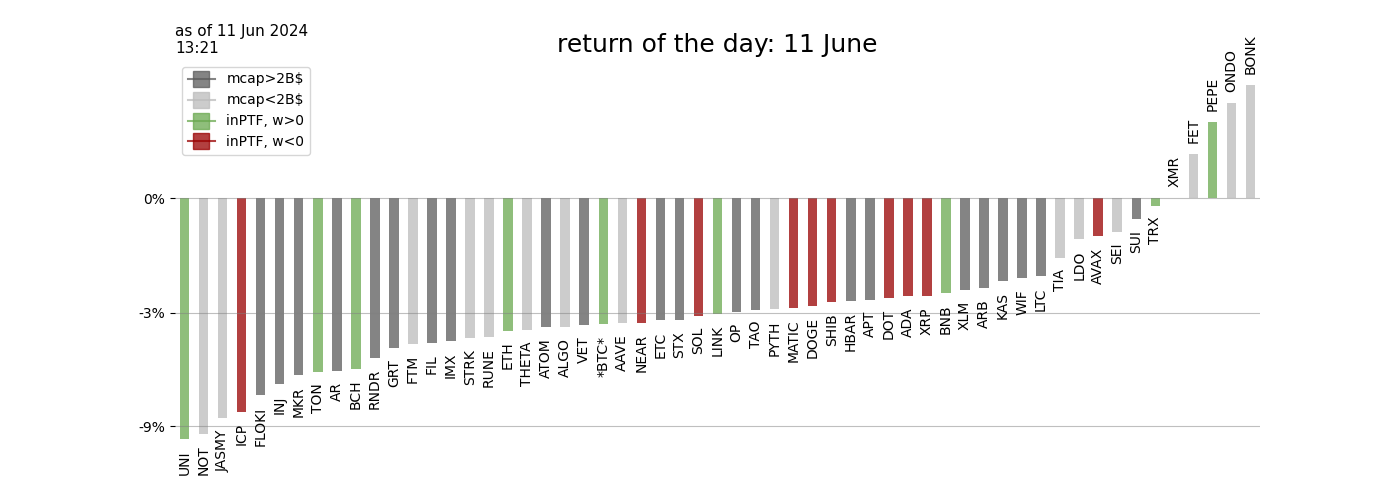 as of 11 Jun 2024
13:21
return of the day: 11 June
mcap>2B$
mcap<2B$
inPTF, w>0
inPTF, w<0
0%
-3%
-9%
UNI
NOT
JASMY
ICP
FLOKI
INJ
MKR
TON
AR
BCH
RNDR
GRT
FTM
FIL
IMX
STRK
RUNE
ETH
THETA
ATOM
ALGO
VET
*BTC*
AAVE
NEAR
ETC
STX
SOL
LINK
OP
TAO
PYTH
MATIC
DOGE
SHIB
HBAR
APT
DOT
ADA
XRP
BNB
XLM
ARB
KAS
WIF
LTC
TIA
LDO
AVAX
SEI
SUI
TRX
XMR
FET
PEPE
ONDO
BONK